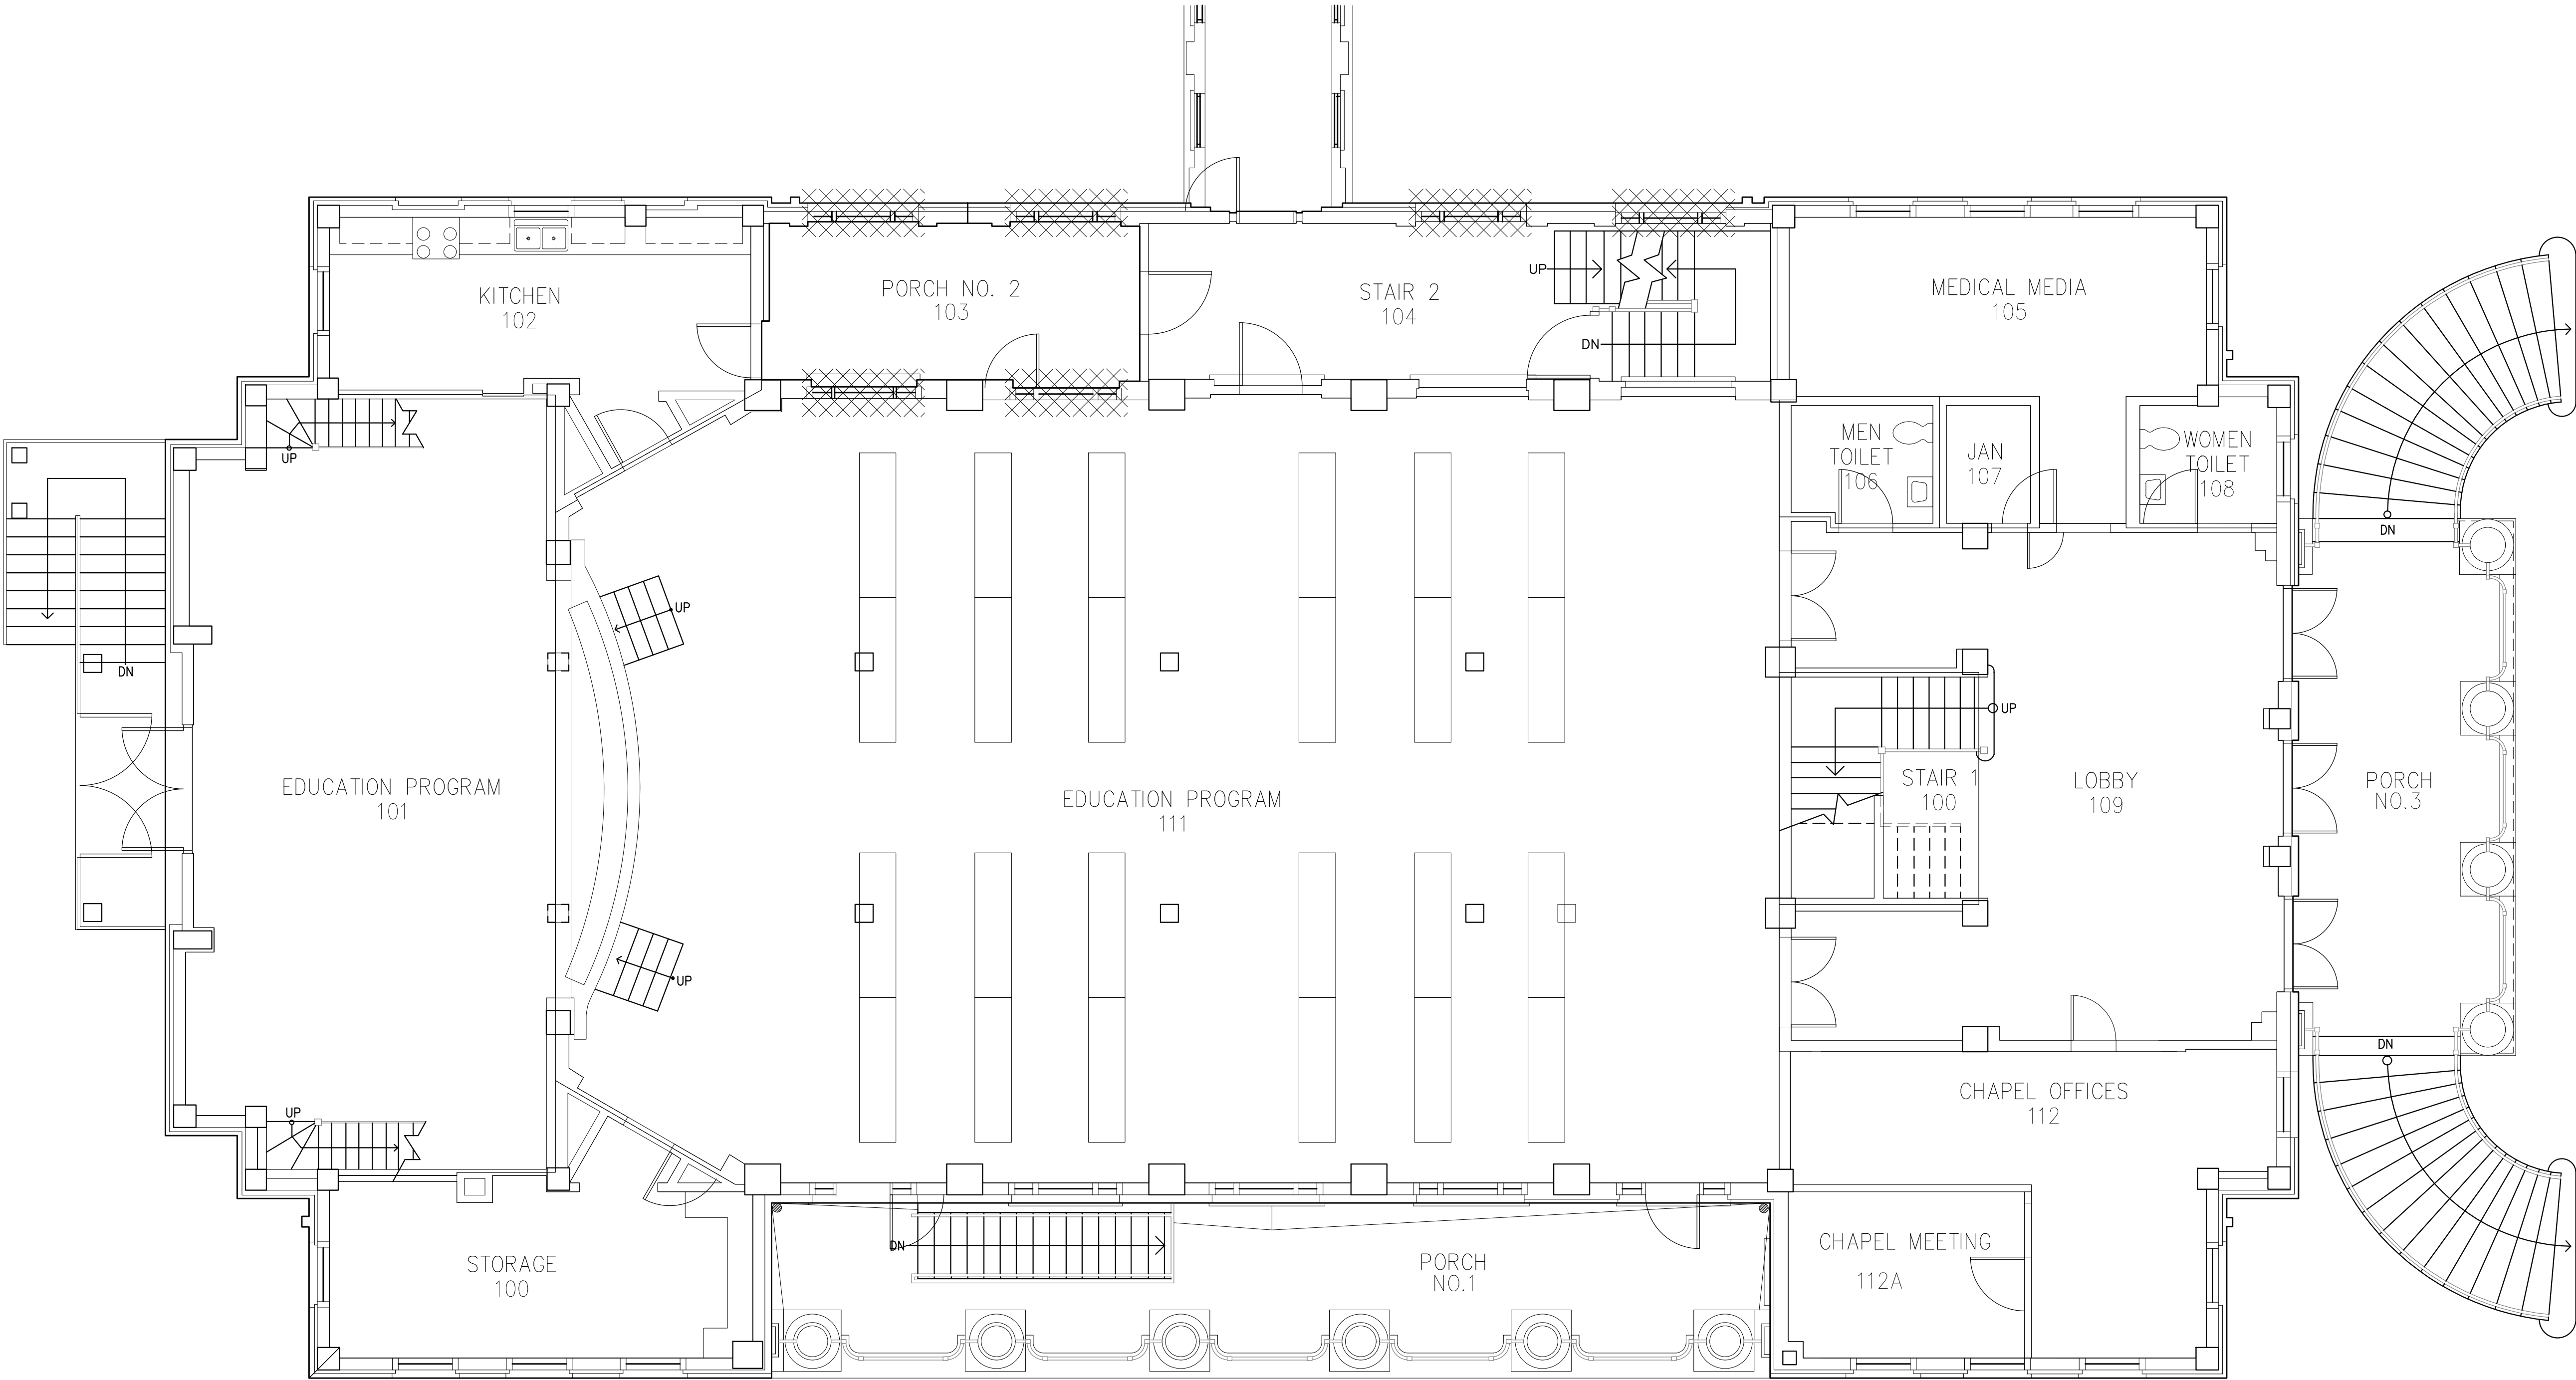 KITCHEN
102
PORCH NO. 2
103
STAIR 2
104
UP
DN
MEDICAL MEDIA
105
UP
MEN
TOILET
106
JAN
107
WOMEN
TOILET
108
DN
UP
DN
UP
EDUCATION PROGRAM
101
EDUCATION PROGRAM
111
STAIR 1
100
LOBBY
109
PORCH
NO.3
UP
DN
CHAPEL OFFICES
112
UP
STORAGE
100
DN
PORCH
NO.1
CHAPEL MEETING
112A